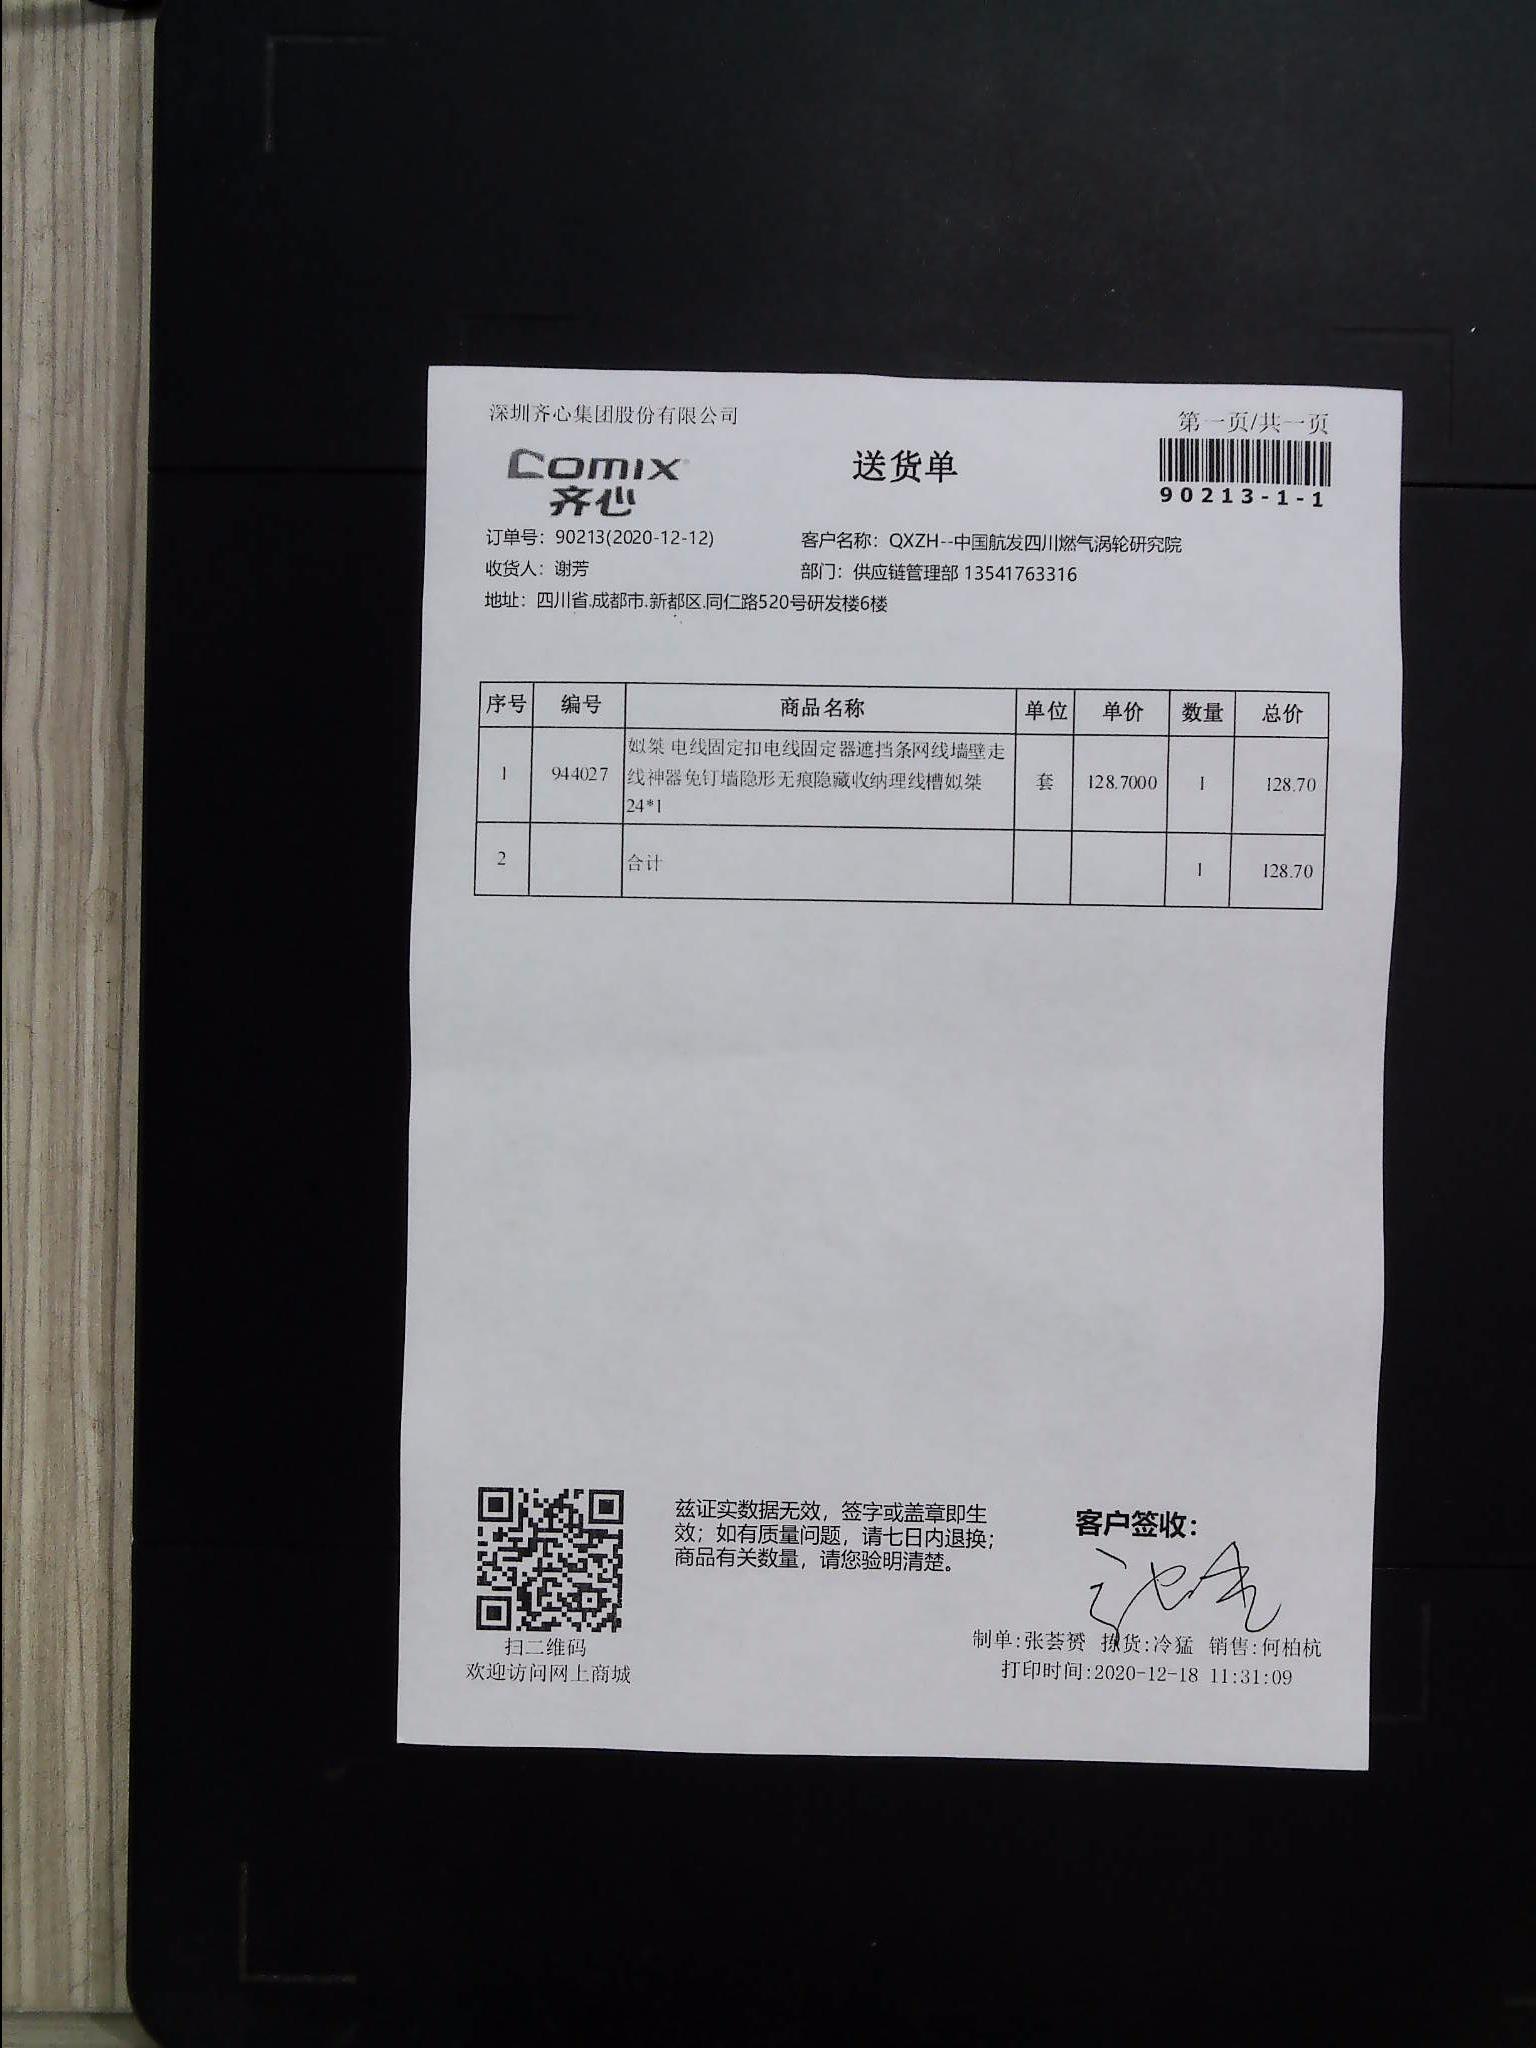 深圳齐心集团股份有限公司
第一页/共一页
comix
齐心
送货单
90213-1-1
订单号：90213(2020-12-12)
客户名称：QXZH--中国航发四川燃气涡轮研究院
收货人：谢芳
部门：供应链管理部 13541763316
地址：四川省.成都市.新都区.同仁路520号研发楼6楼
序号 编号 商品名称 单位 单价 数量 总价
1 944027 姒桀 电线固定扣电线固定器遮挡条网线墙壁走 套 128.7000 1 128.70
线神器免钉墙隐形无痕隐藏收纳理线槽姒桀
24*1
2 合计 1 128.70
兹证实数据无效，签字或盖章即生
效；如有质量问题，请七日内退换；
商品有关数量，请您验明清楚。
客户签收：
扫二维码
欢迎访问网上商城
制单:张荟赟 拣货:冷猛 销售:何柏杭
打印时间:2020-12-18 11:31:09